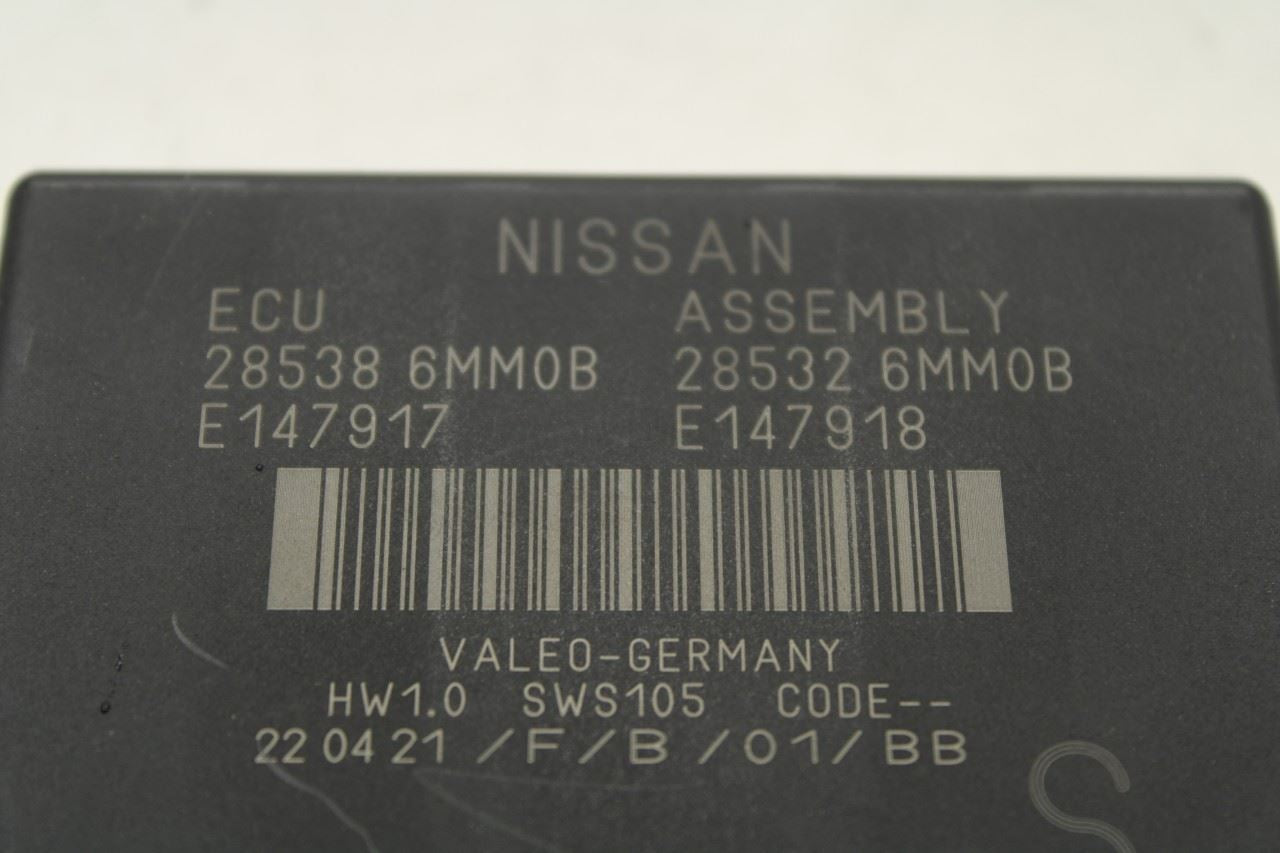 NISSAN
ECU ASSEMBLY
28538 6MM0B 28532 6MM0B
E147917 E147918
VALEO-GERMANY
HW1.0 SWS105 CODE--
22 04 21 /F/B/01/BB
S